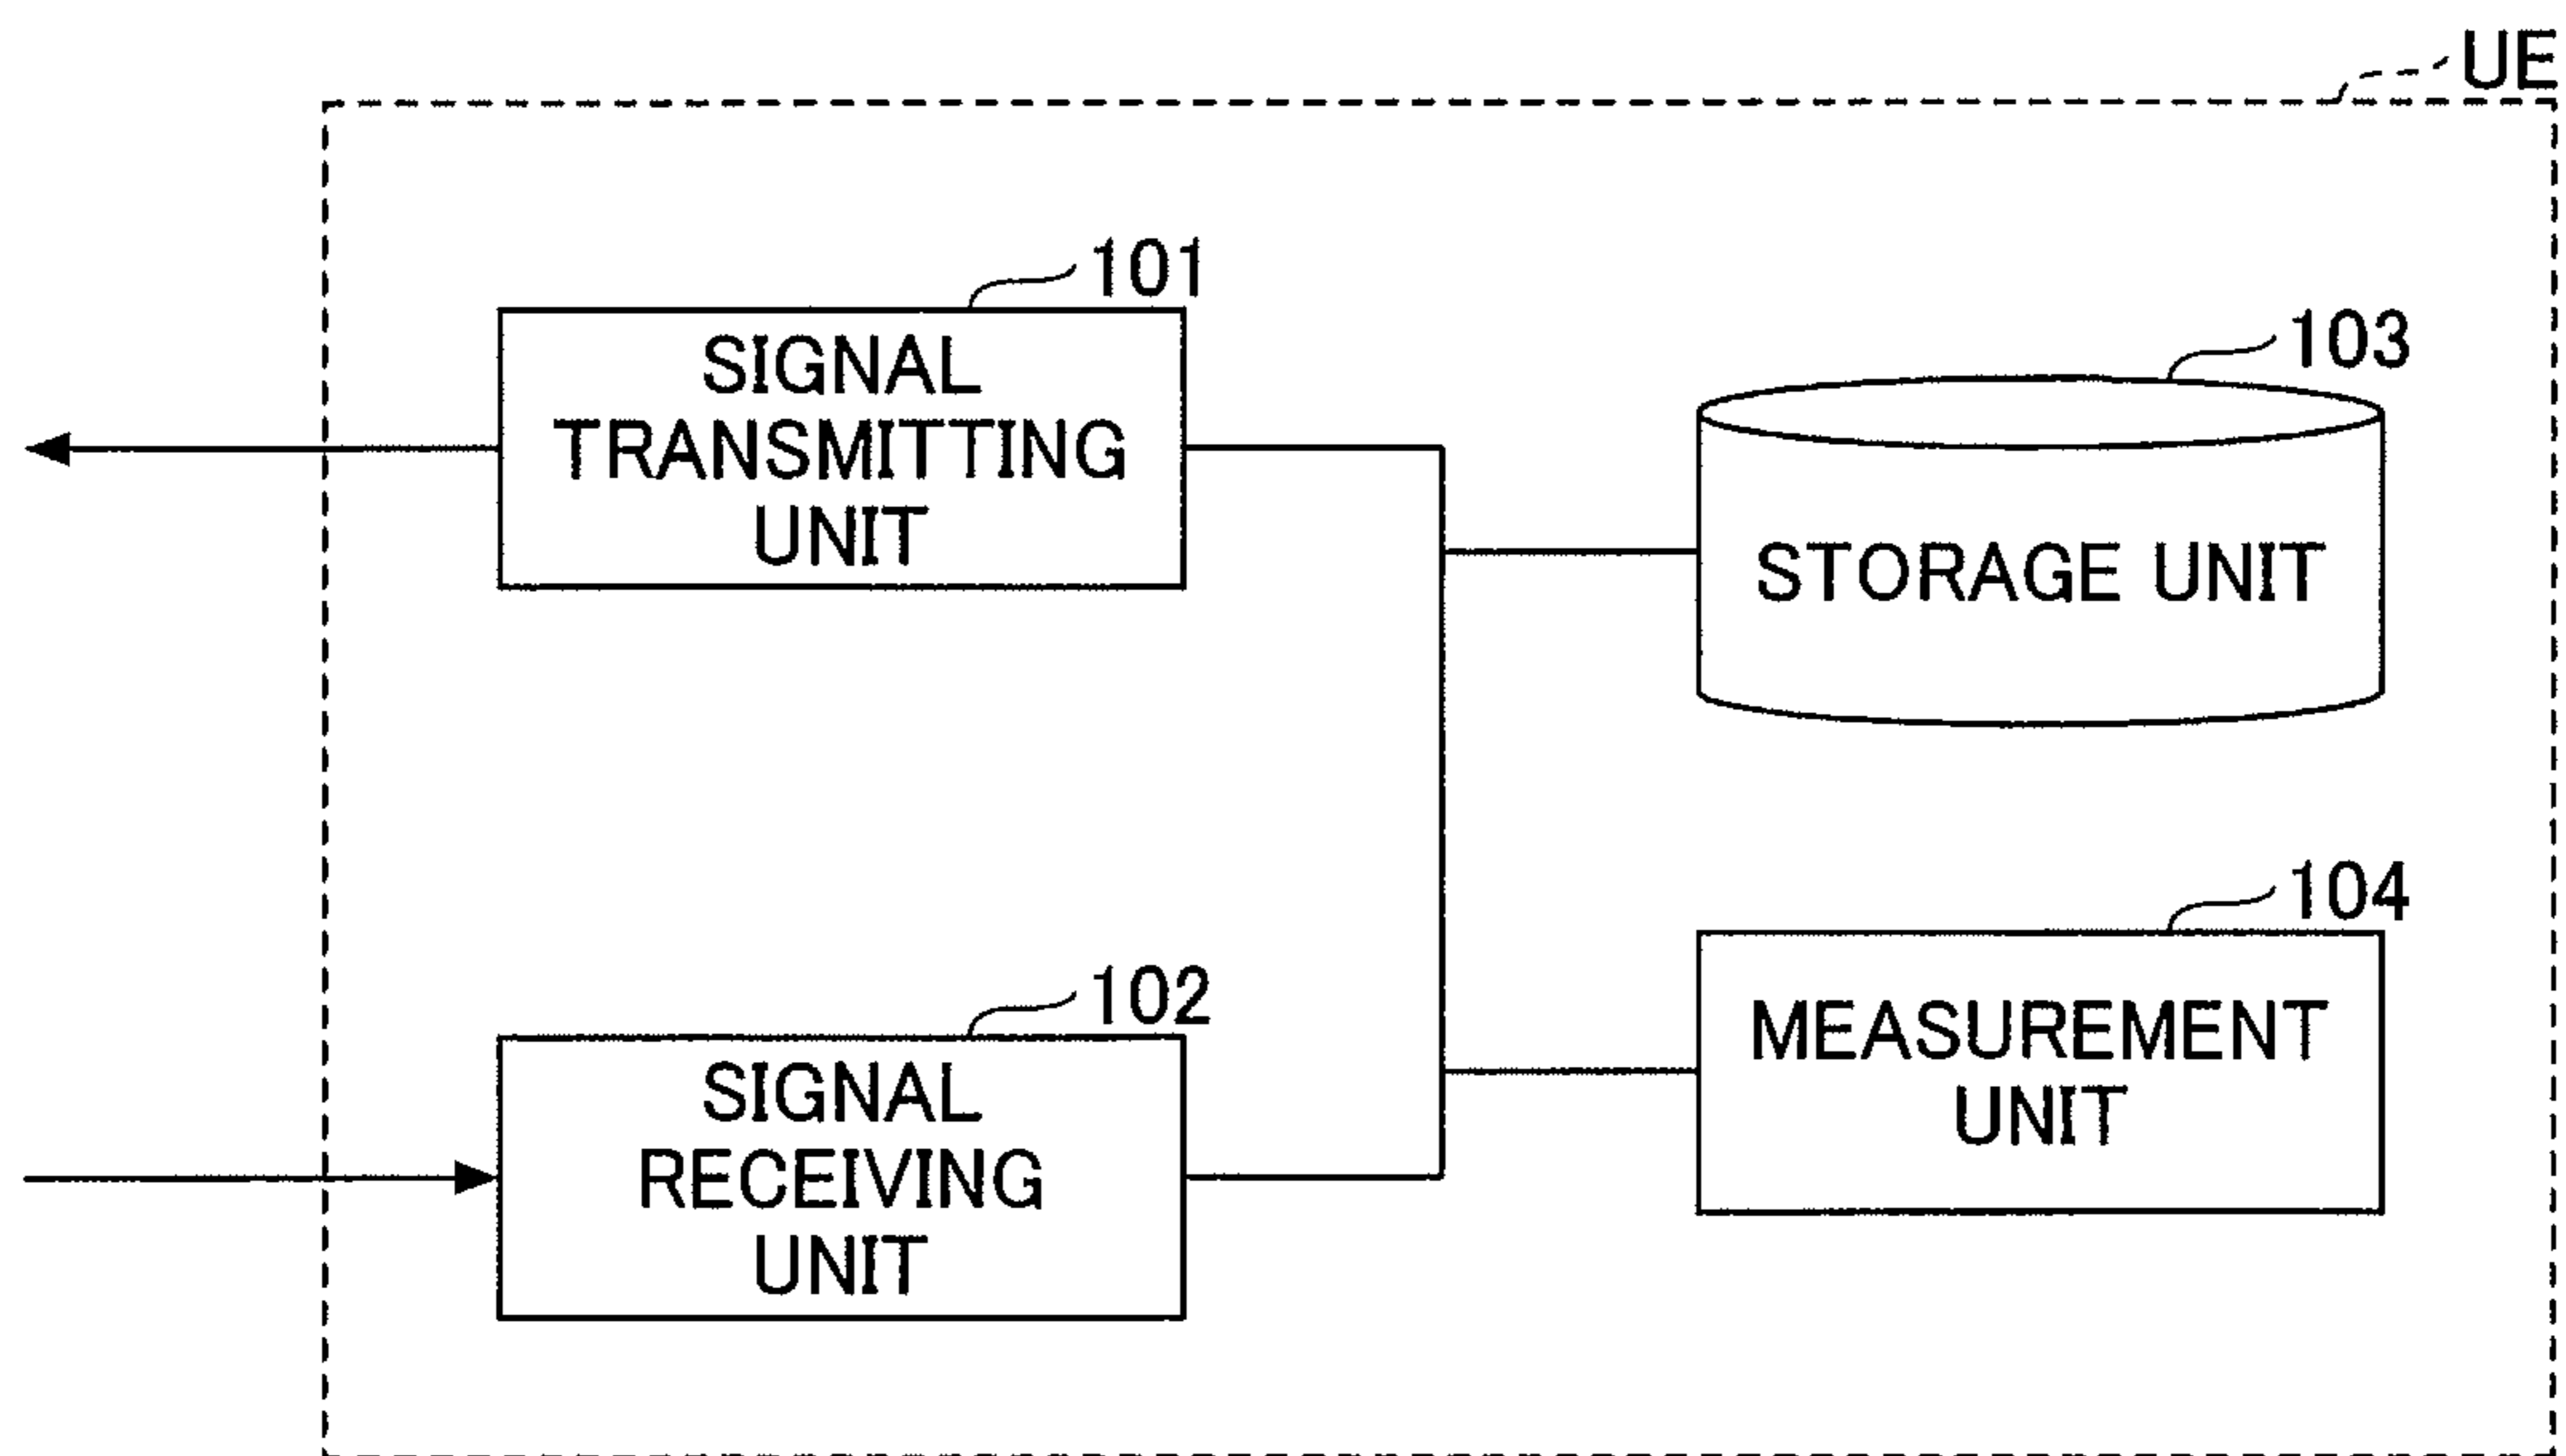 UE
101
SIGNAL
TRANSMITTING
UNIT
103
STORAGE UNIT
102
SIGNAL
RECEIVING
UNIT
104
MEASUREMENT
UNIT